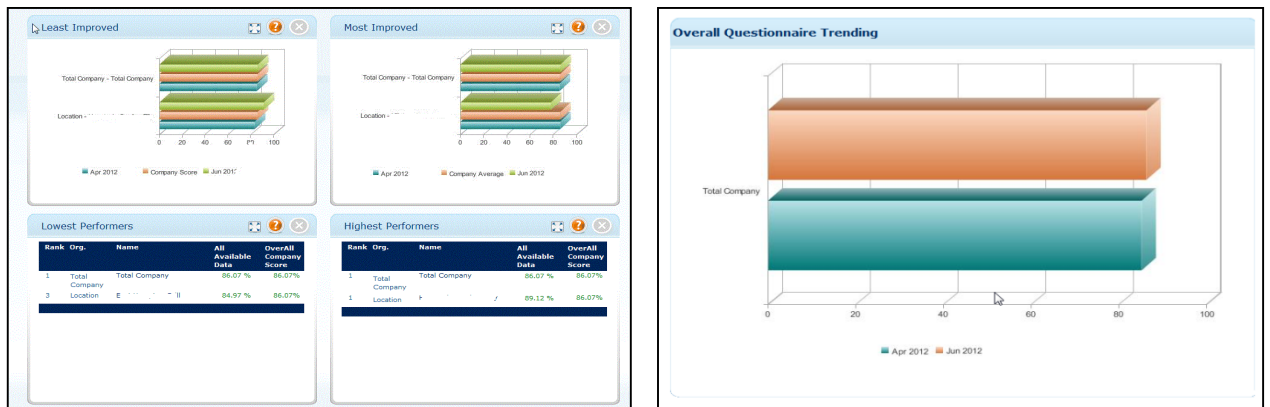 Least Improved
Total Company - Total Company
Location -
0 20 40 60 100
Apr 2012 Company Score Jun 201
Most Improved
Total Company - Total Company
Location -
0 20 40 60 80 100
Apr 2012 Company Average Jun 2012
Lowest Performers
Rank Org. Name All Available Data OverAll Company Score
1 Total Company Total Company 86.07 % 86.07%
3 Location 84.97 % 86.07%
Highest Performers
Rank Org. Name All Available Data OverAll Company Score
1 Total Company Total Company 86.07 % 86.07%
1 Location 89.12 % 86.07%
Overall Questionnaire Trending
Total Company
0 20 40 60 80 100
Apr 2012 Jun 2012